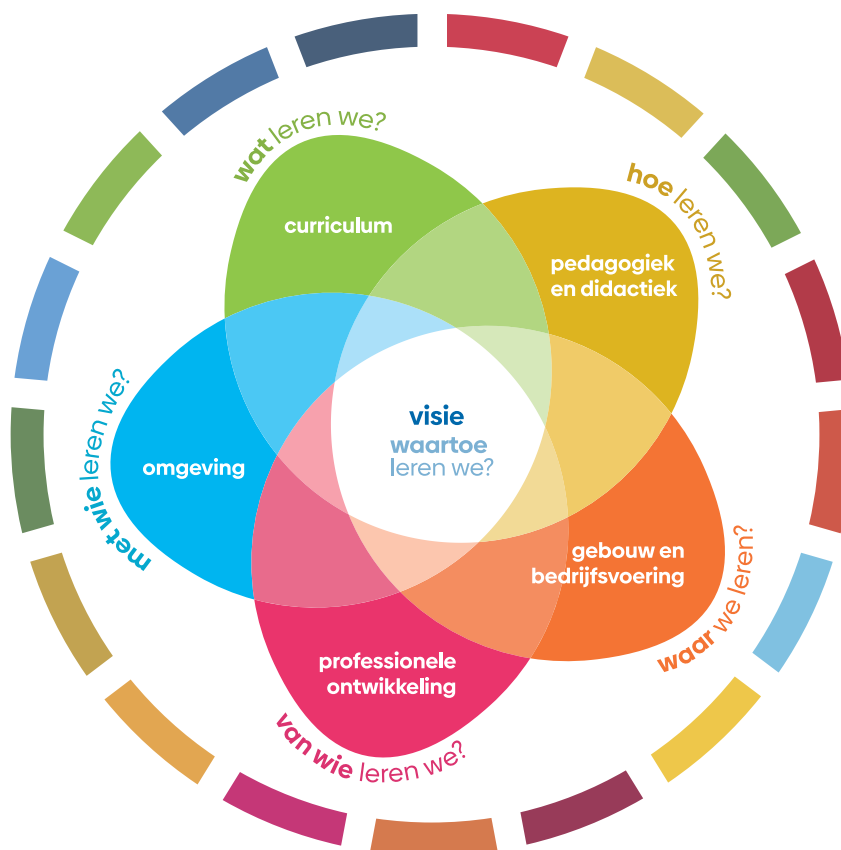 wat leren we?
curriculum
hoe leren we?
pedagogiek
en didactiek
visie
waartoe
leren we?
met wie leren we?
omgeving
gebouw en
bedrijfsvoering
waar we leren?
professionele
ontwikkeling
van wie leren we?